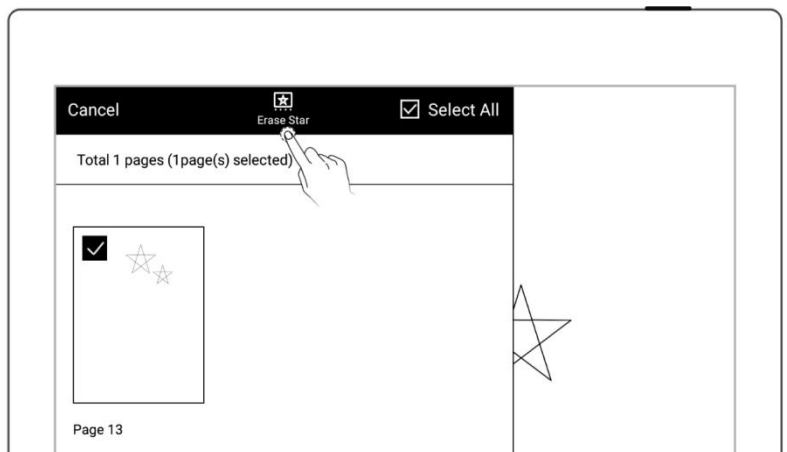 Cancel
Erase Star
Select All
Total 1 pages (1page(s) selected)
Page 13